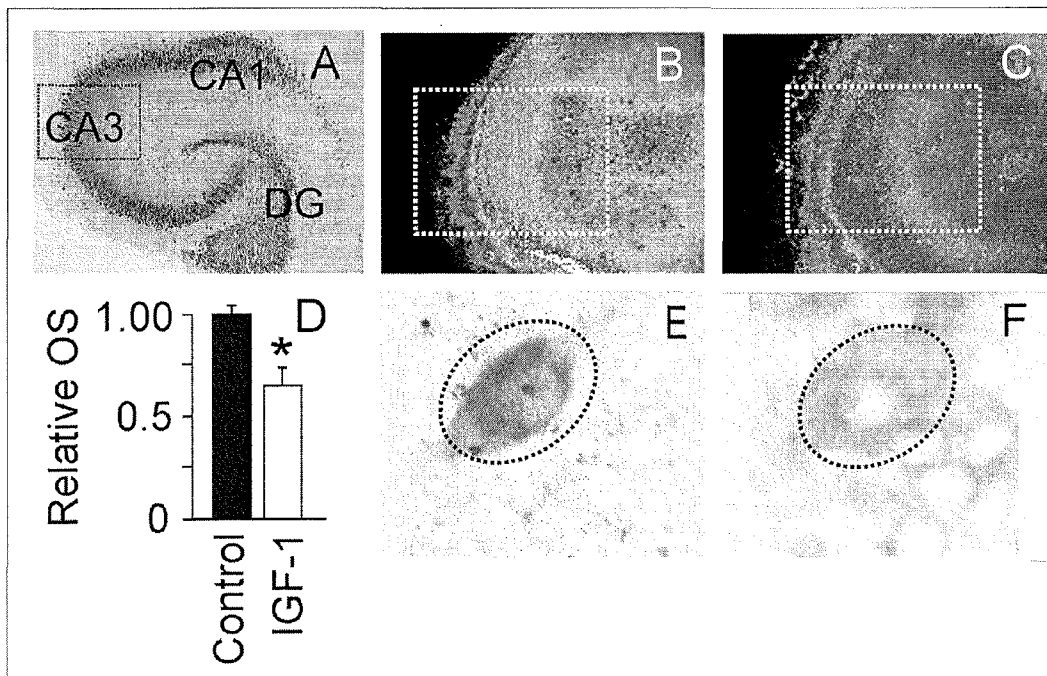 A
CA1
CA3
DG
B
C
D
Relative OS
1.00
0.5
0
*
Control
IGF-1
E
F